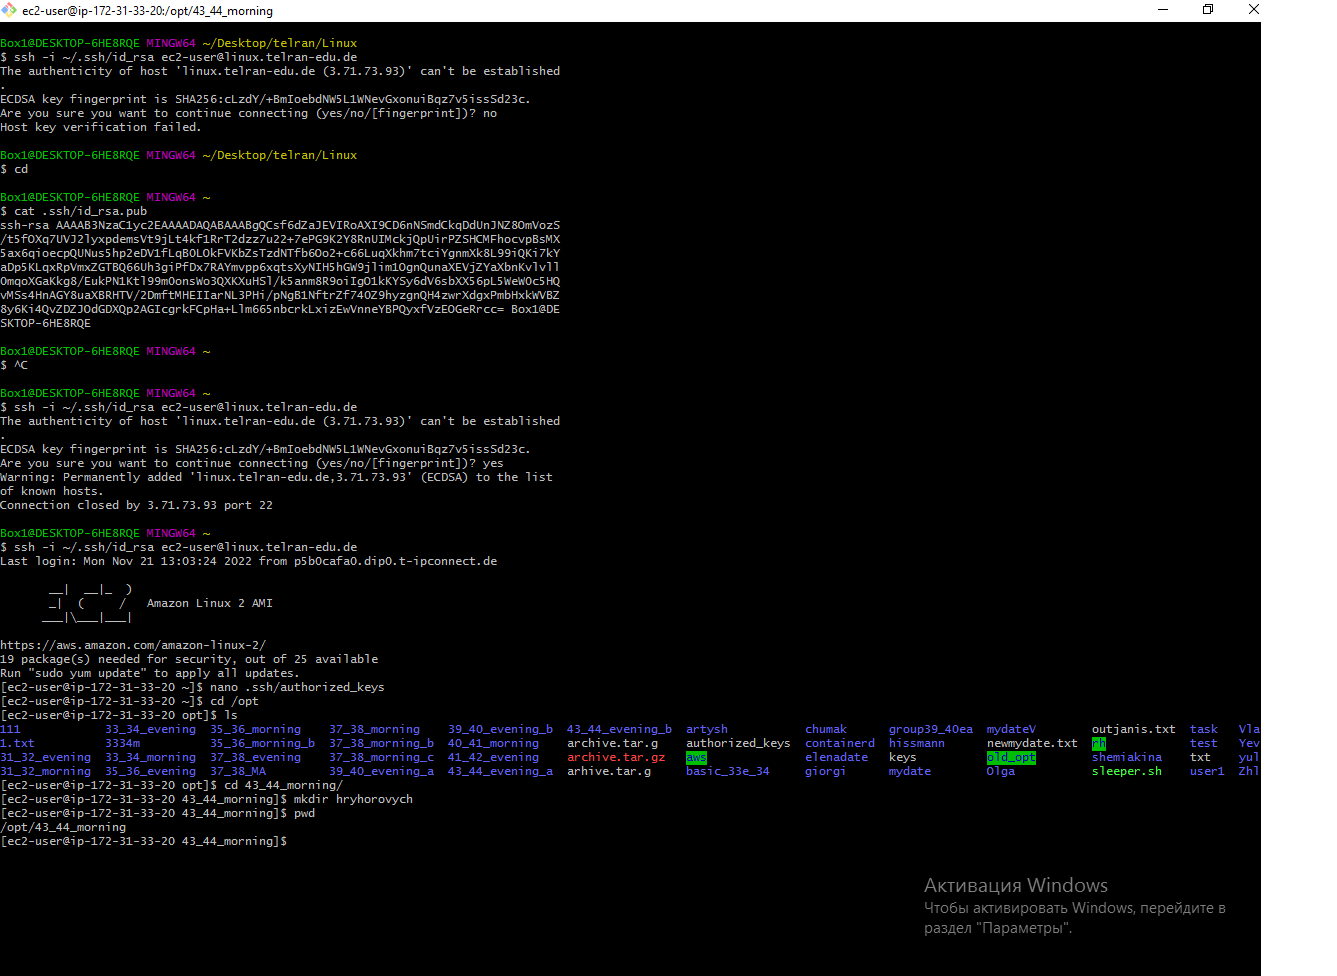 ec2-user@ip-172-31-33-20:/opt/43_44_morning
Box1@DESKTOP-6HE8RQE MINGW64 ~/Desktop/telran/Linux
$ ssh -i ~/.ssh/id_rsa ec2-user@linux.telran-edu.de
The authenticity of host 'linux.telran-edu.de (3.71.73.93)' can't be established
.
ECDSA key fingerprint is SHA256:cLzdY/+BmIoebdNW5L1WNevGxonuiBqz7v5issSd23c.
Are you sure you want to continue connecting (yes/no/[fingerprint])? no
Host key verification failed.
Box1@DESKTOP-6HE8RQE MINGW64 ~/Desktop/telran/Linux
$ cd
Box1@DESKTOP-6HE8RQE MINGW64 ~
$ cat .ssh/id_rsa.pub
ssh-rsa AAAAB3NzaC1yc2EAAAADAQABAAABgQCsf6dZaJEVIRoAXI9CD6nNSmdCkqDdUnJNZ8OmVozS
/t5fOXq7UVJ2lyxpdemsVt9jLt4kf1RrT2dzz7u22+7ePG9K2Y8RnUIMckjQpUirPZSHCMFhocvpBsMX
5ax6qioecpQUNus5hp2eDV1fLqBOLOkFVKbZsTzdNTfb6Oo2+c66LuqXkhm7tciYgnmXk8L99iQKi7kY
aDp5KLqxRpVmxZGTBQ66Uh3giPfDx7RAYmvpp6xqtsXyNIH5hGW9jlim1OgnQunaXEVjZYaXbnKvlvll
OmqoXGaKkg8/EukPN1Ktl99mOonsWo3QXKXuHSl/k5anm8R9oiIgO1kKYSy6dV6sbXX56pL5WeWOc5HQ
vMSs4HnAGY8uaXBRHTV/2DmftMHEIIarNL3PHi/pNgB1NftrZf74OZ9hyzgnQH4zwrXdgxPmbHxkWVBZ
8y6Ki4QvZDZJOdGDXQp2AGIcgrkFCpHa+Llm665nbcrkLxizEwVnneYBPQyxfVzEOGeRrcc= Box1@DE
SKTOP-6HE8RQE
Box1@DESKTOP-6HE8RQE MINGW64 ~
$ ^C
Box1@DESKTOP-6HE8RQE MINGW64 ~
$ ssh -i ~/.ssh/id_rsa ec2-user@linux.telran-edu.de
The authenticity of host 'linux.telran-edu.de (3.71.73.93)' can't be established
.
ECDSA key fingerprint is SHA256:cLzdY/+BmIoebdNW5L1WNevGxonuiBqz7v5issSd23c.
Are you sure you want to continue connecting (yes/no/[fingerprint])? yes
Warning: Permanently added 'linux.telran-edu.de,3.71.73.93' (ECDSA) to the list
of known hosts.
Connection closed by 3.71.73.93 port 22
Box1@DESKTOP-6HE8RQE MINGW64 ~
$ ssh -i ~/.ssh/id_rsa ec2-user@linux.telran-edu.de
Last login: Mon Nov 21 13:03:24 2022 from p5b0cafa0.dip0.t-ipconnect.de
__|  __|_  )
_|  (     /   Amazon Linux 2 AMI
___|\___|___|
https://aws.amazon.com/amazon-linux-2/
19 package(s) needed for security, out of 25 available
Run "sudo yum update" to apply all updates.
[ec2-user@ip-172-31-33-20 ~]$ nano .ssh/authorized_keys
[ec2-user@ip-172-31-33-20 ~]$ cd /opt
[ec2-user@ip-172-31-33-20 opt]$ ls
111 33_34_evening 35_36_morning 37_38_morning 39_40_evening_b 43_44_evening_b artysh chumak group39_40ea mydateV outjanis.txt task Vla
1.txt 3334m 35_36_morning_b 37_38_morning_b 40_41_morning archive.tar.g authorized_keys containerd hissmann newmydate.txt rh test Yev
31_32_evening 33_34_morning 37_38_evening 37_38_morning_c 41_42_evening archive.tar.gz aws elenadate keys old_opt shemiakina txt yul
31_32_morning 35_36_evening 37_38_MA 39_40_evening_a 43_44_evening_a arhive.tar.g basic_33e_34 giorgi mydate Olga sleeper.sh user1 Zhl
[ec2-user@ip-172-31-33-20 opt]$ cd 43_44_morning/
[ec2-user@ip-172-31-33-20 43_44_morning]$ mkdir hryhorovych
[ec2-user@ip-172-31-33-20 43_44_morning]$ pwd
/opt/43_44_morning
[ec2-user@ip-172-31-33-20 43_44_morning]$
Активация Windows
Чтобы активировать Windows, перейдите в
раздел "Параметры".